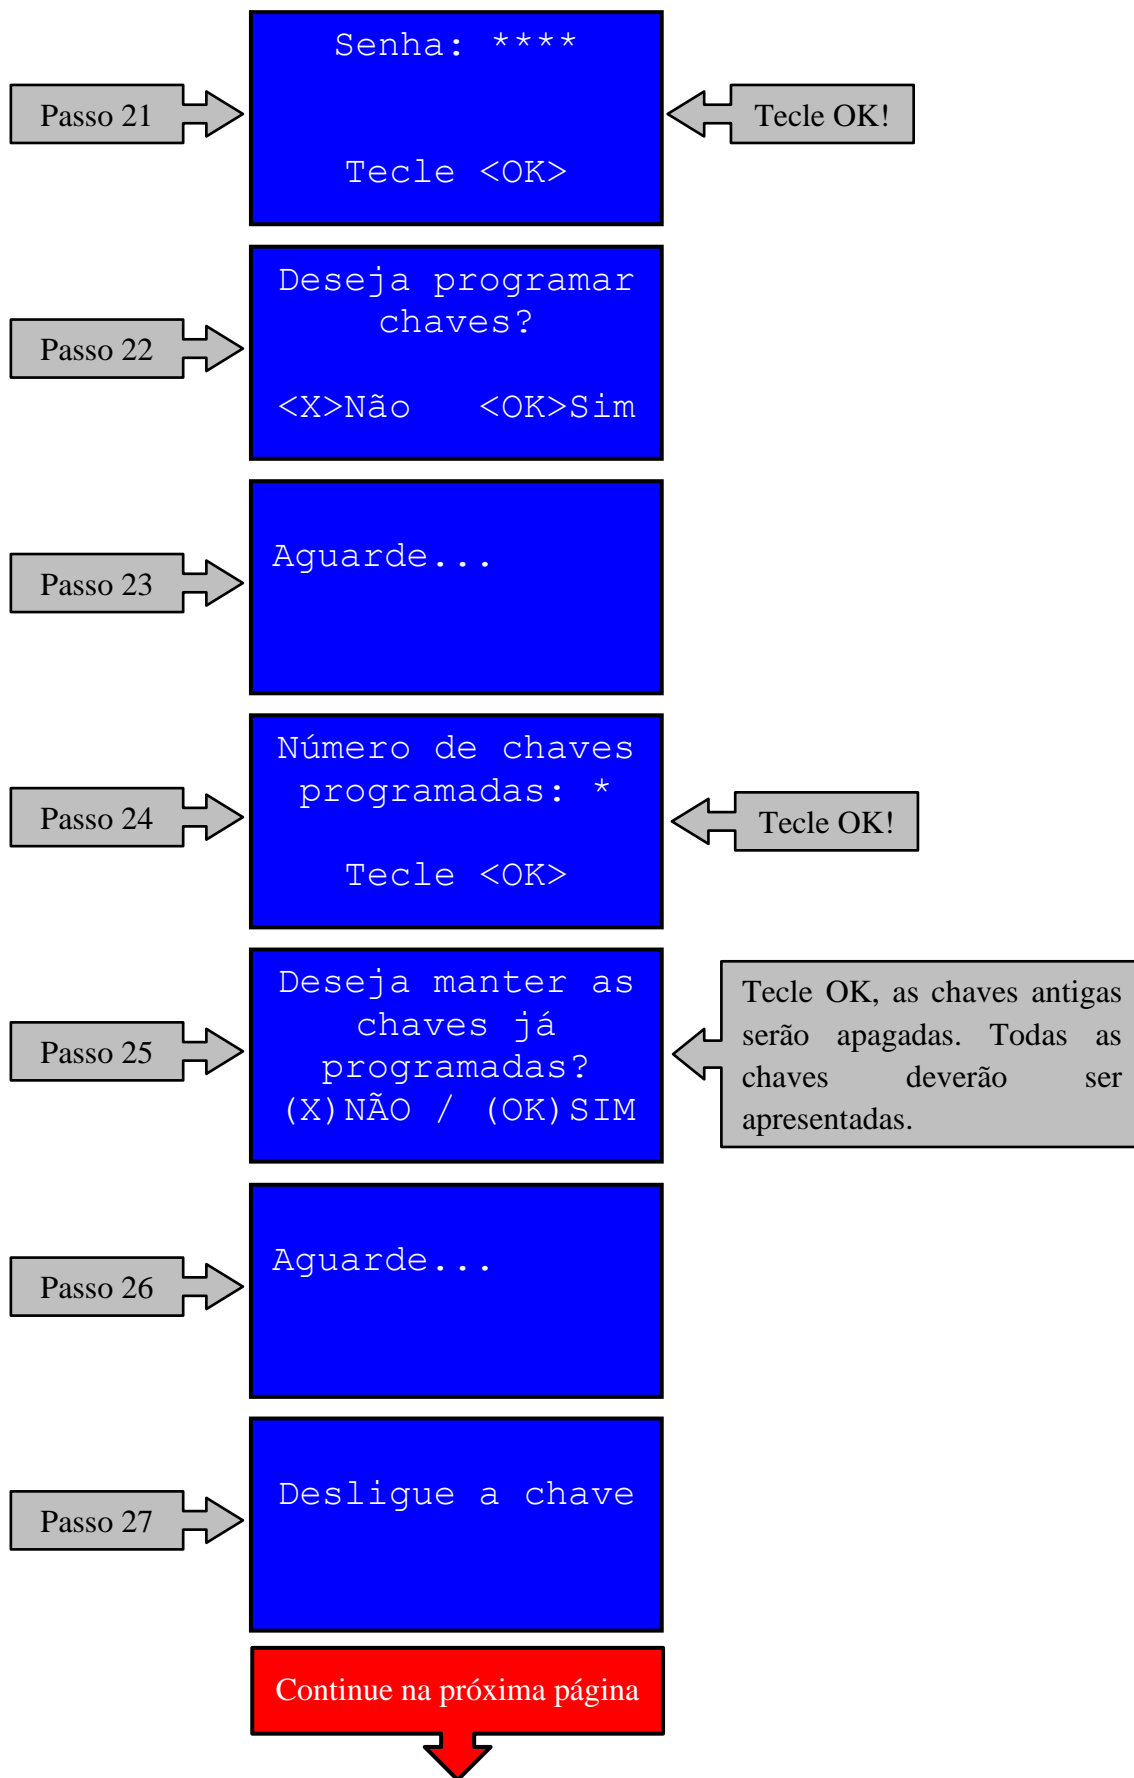 Senha: ****
Passo 21
Tecle OK!
Tecle <OK>
Deseja programar
chaves?
Passo 22
<X>Não <OK>Sim
Aguarde...
Passo 23
Número de chaves
programadas: *
Passo 24
Tecle OK!
Tecle <OK>
Deseja manter as
chaves já
programadas?
(X)NÃO / (OK)SIM
Passo 25
Tecle OK, as chaves antigas
serão apagadas. Todas as
chaves deverão ser
apresentadas.
Aguarde...
Passo 26
Desligue a chave
Passo 27
Continue na próxima página